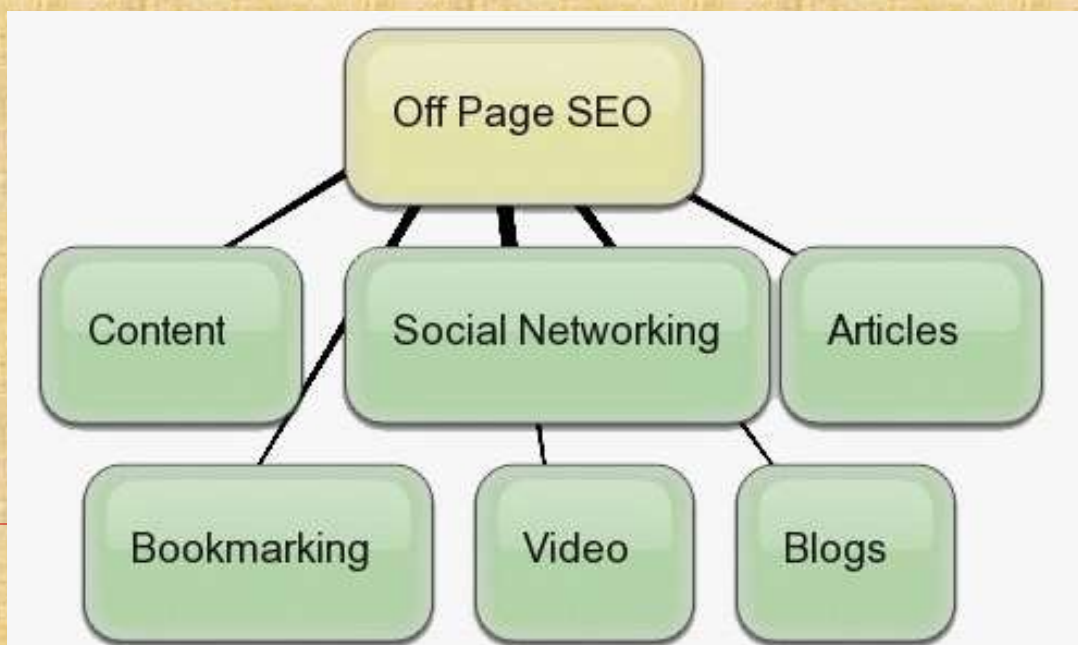 Off Page SEO
Content
Social Networking
Articles
Bookmarking
Video
Blogs